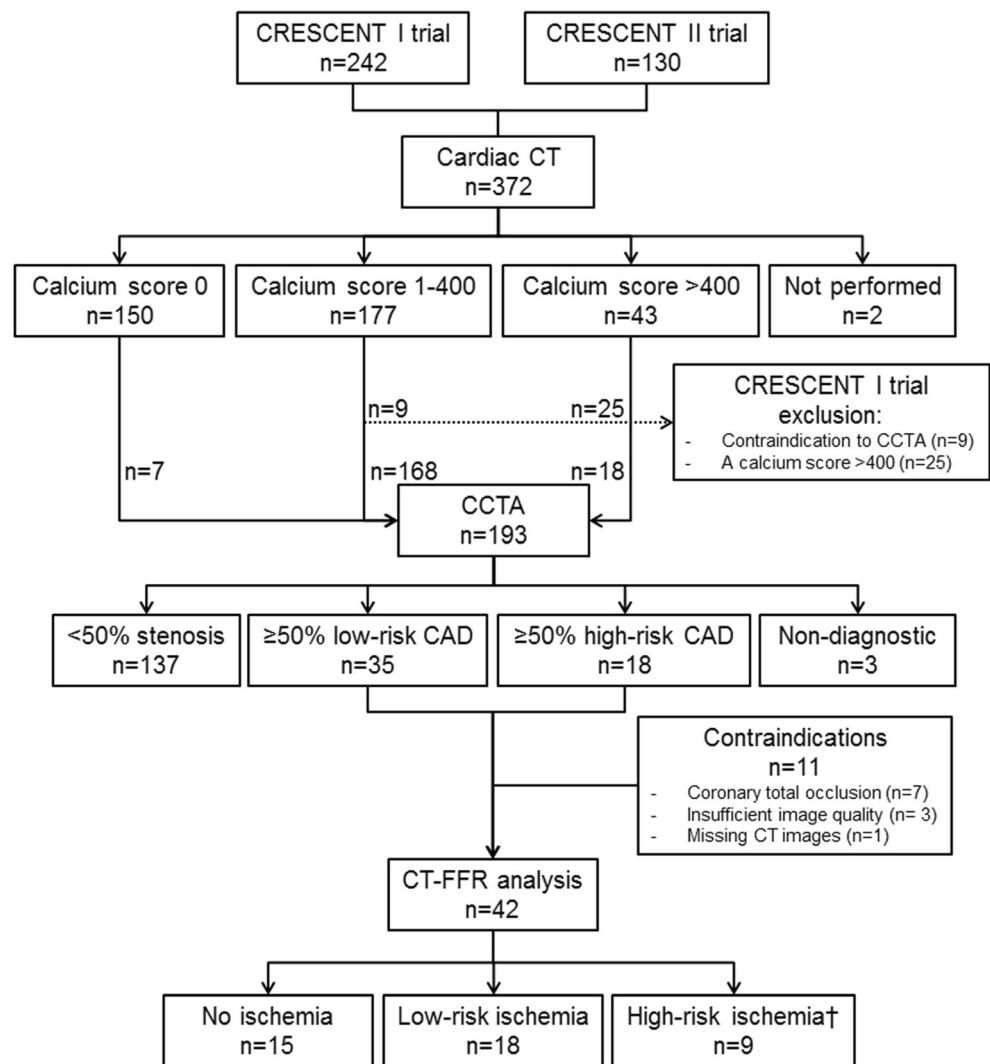 CRESCENT I trial
n=242
CRESCENT II trial
n=130
Cardiac CT
n=372
Calcium score 0
n=150
Calcium score 1-400
n=177
Calcium score >400
n=43
Not performed
n=2
n=9
n=25
CRESCENT I trial
exclusion:
- Contraindication to CCTA (n=9)
- A calcium score >400 (n=25)
n=7
n=168
n=18
CCTA
n=193
<50% stenosis
n=137
≥50% low-risk CAD
n=35
≥50% high-risk CAD
n=18
Non-diagnostic
n=3
Contraindications
n=11
- Coronary total occlusion (n=7)
- Insufficient image quality (n= 3)
- Missing CT images (n=1)
CT-FFR analysis
n=42
No ischemia
n=15
Low-risk ischemia
n=18
High-risk ischemia†
n=9